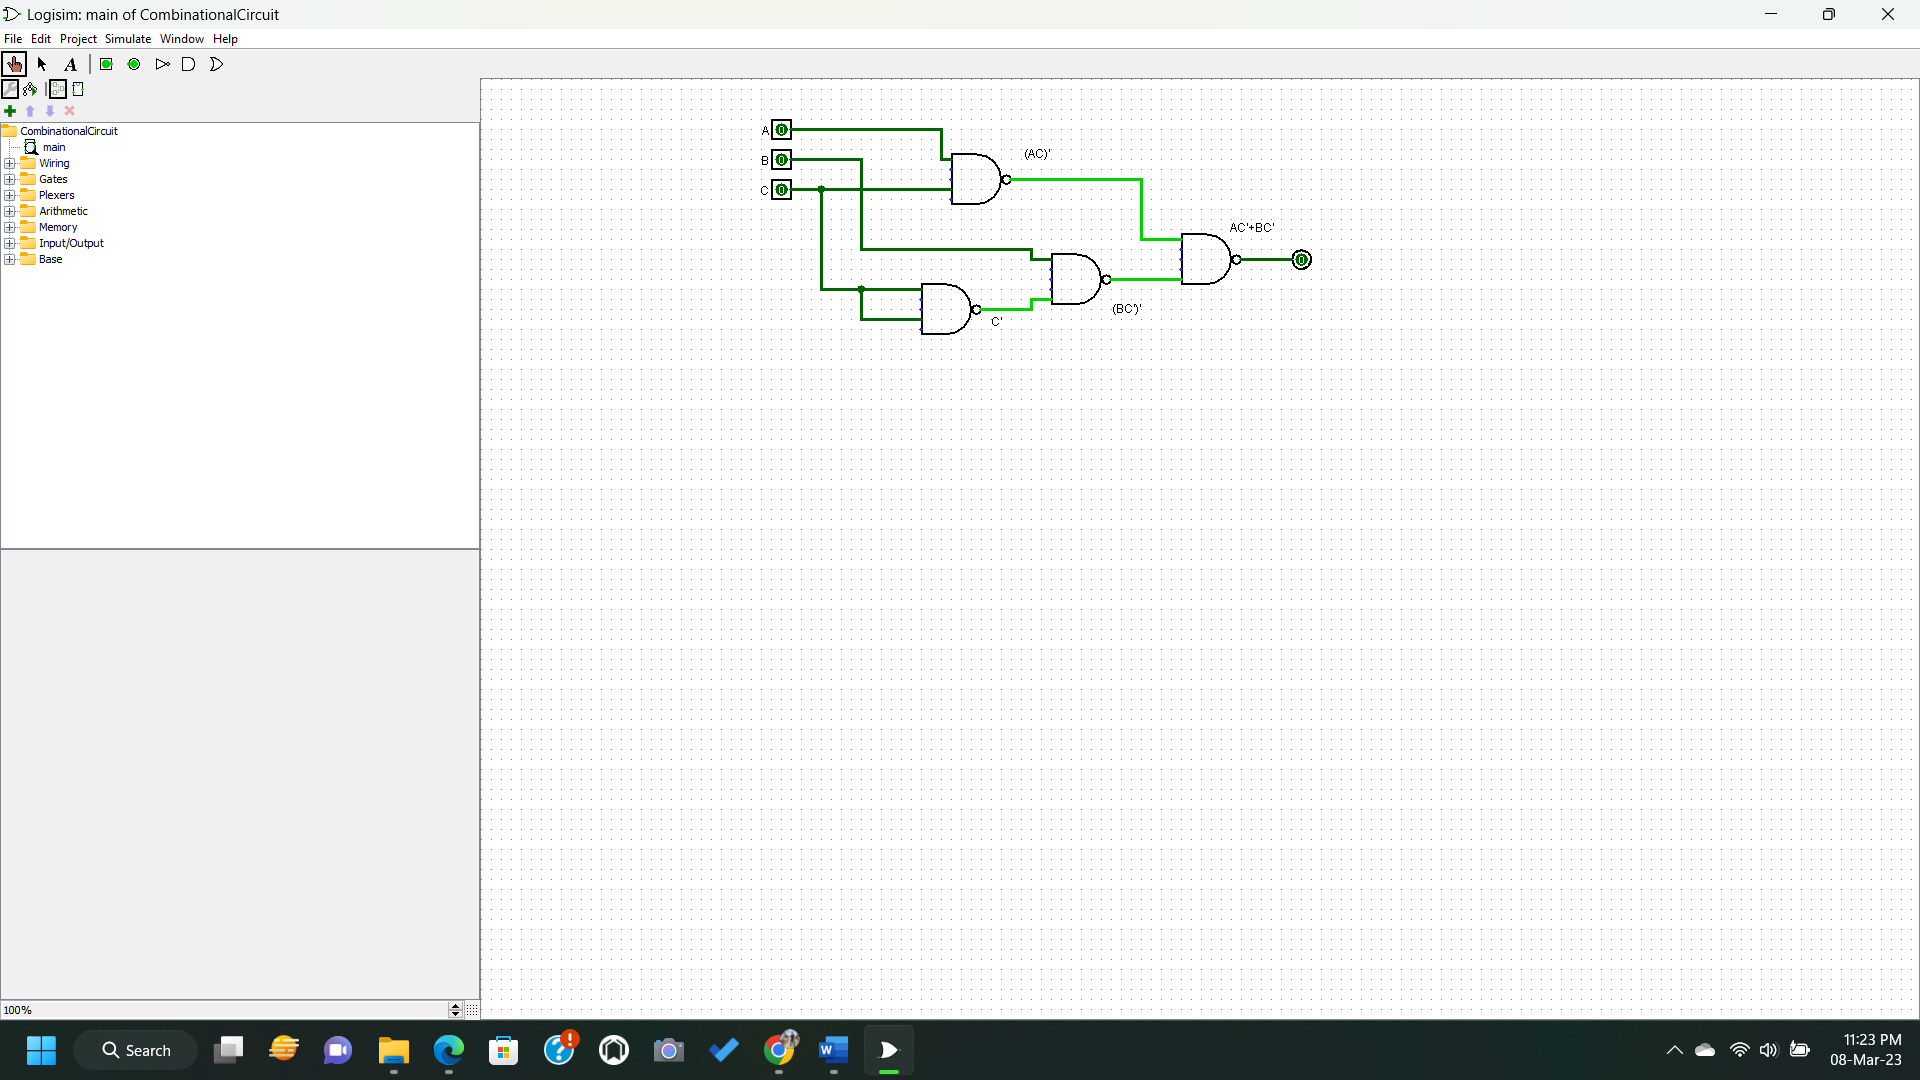 Logisim: main of CombinationalCircuit
File Edit Project Simulate Window Help
A
CombinationalCircuit
main
Wiring
Gates
Plexers
Arithmetic
Memory
Input/Output
Base
A 0
B 0
C 0
(AC)'
AC'+BC'
0
(BC')'
C'
100%
Search
11:23 PM
08-Mar-23